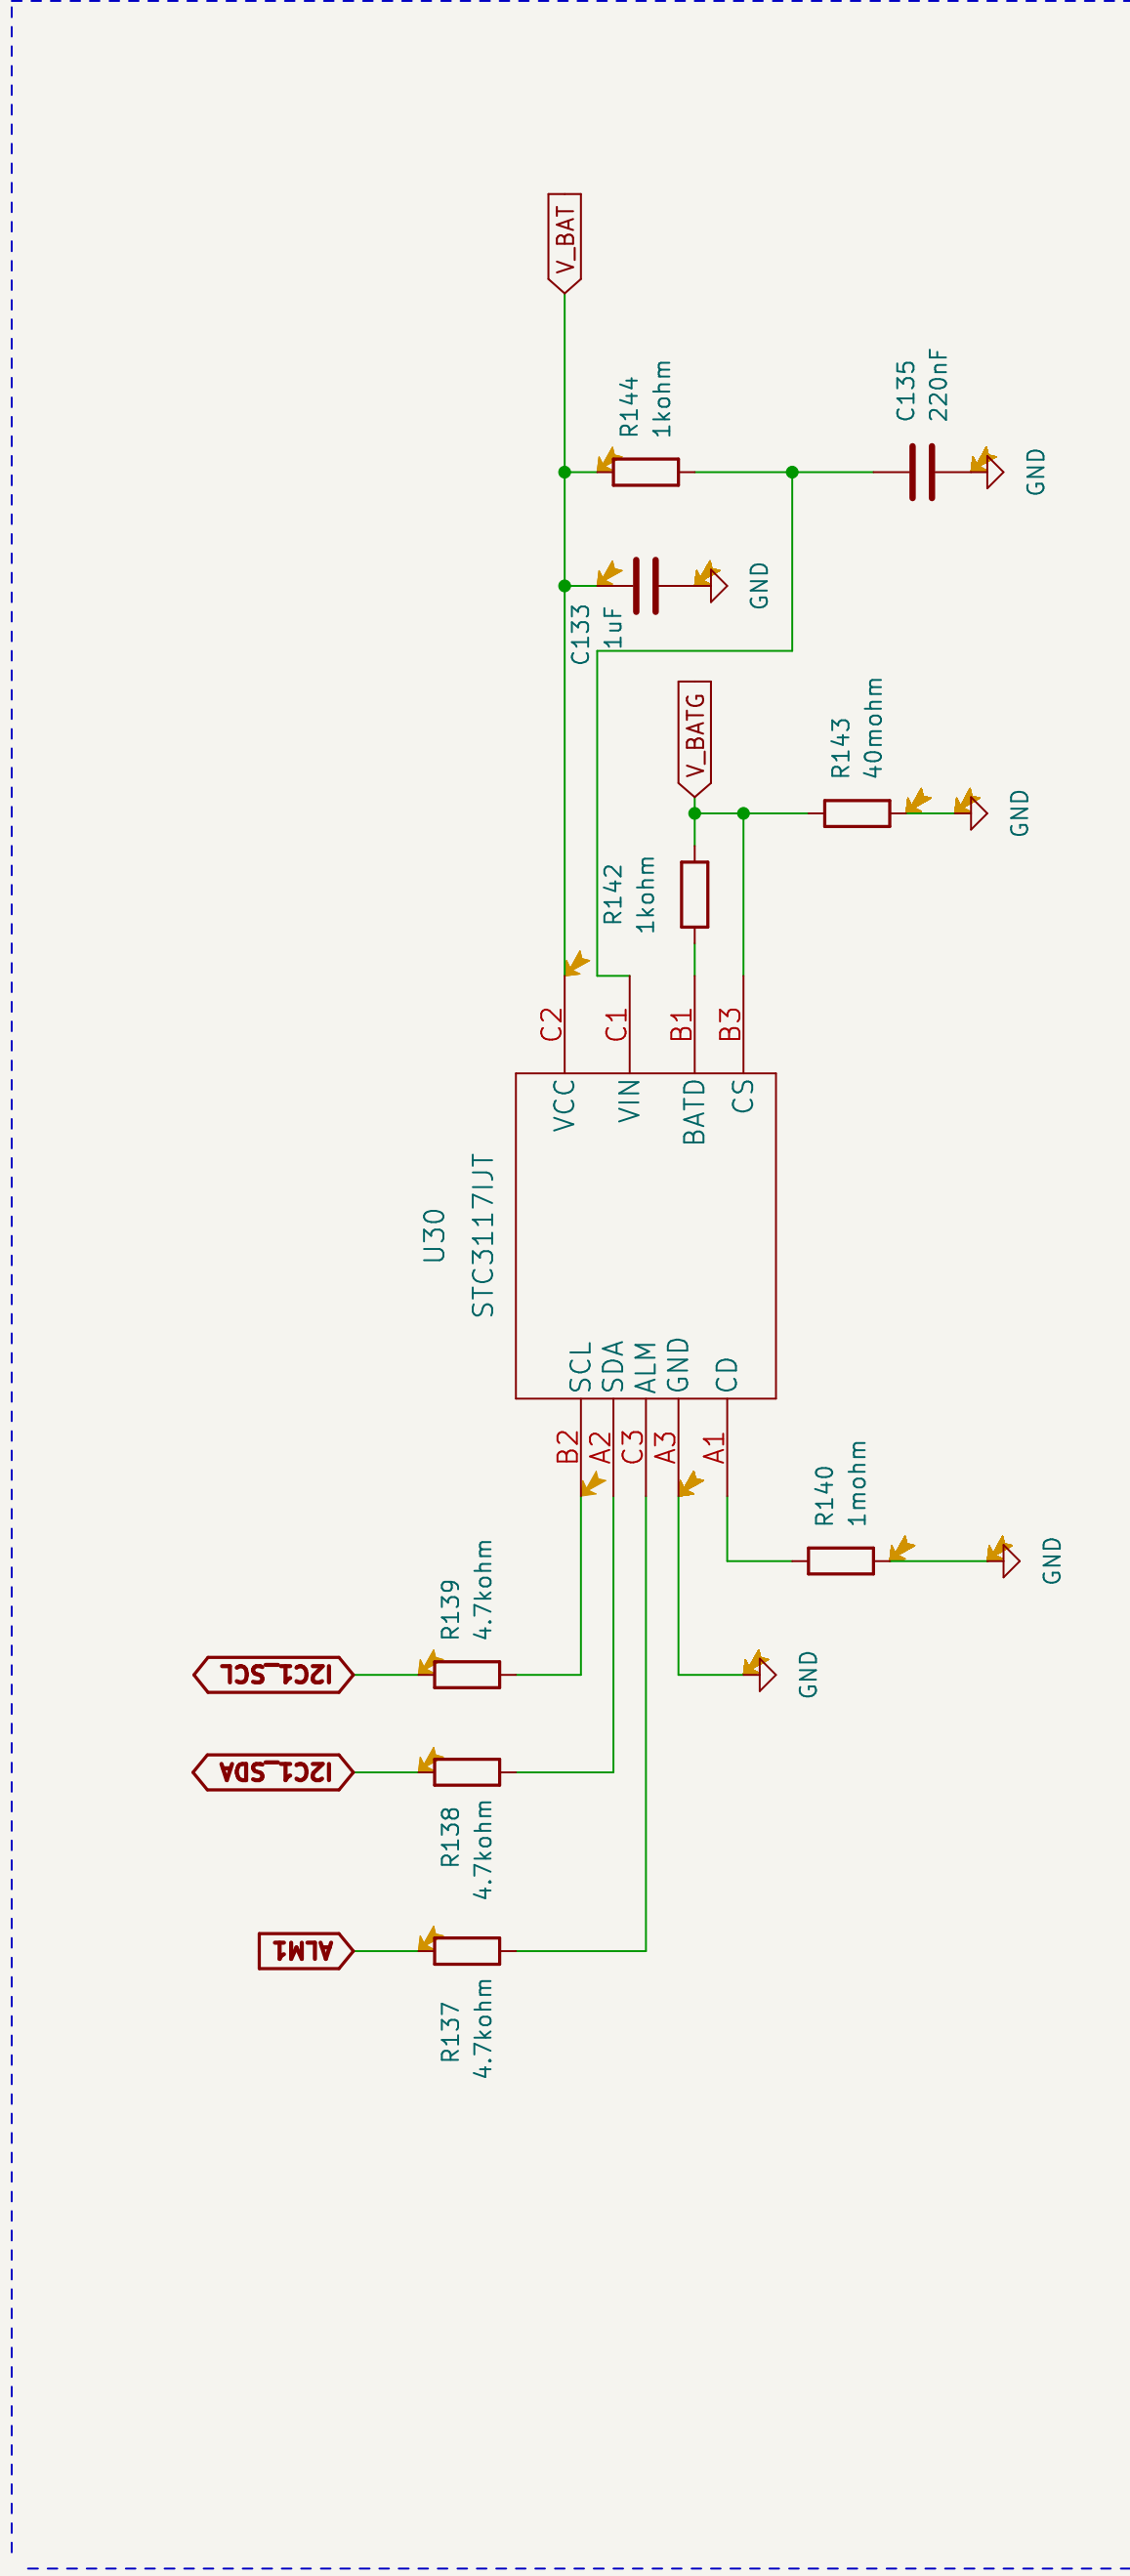 V_BAT
R144
1kohm
C135
220nF
GND
C133
1uF
GND
V_BATG
R143
40mohm
GND
R142
1kohm
C2
C1
B1
B3
VCC
VIN
BATD
CS
U30
STC3117IJT
SCL
SDA
ALM
GND
CD
B2
A2
C3
A3
A1
R140
1mohm
GND
R139
4.7kohm
I2C1_SCL
GND
I2C1_SDA
R138
4.7kohm
ALM1
R137
4.7kohm